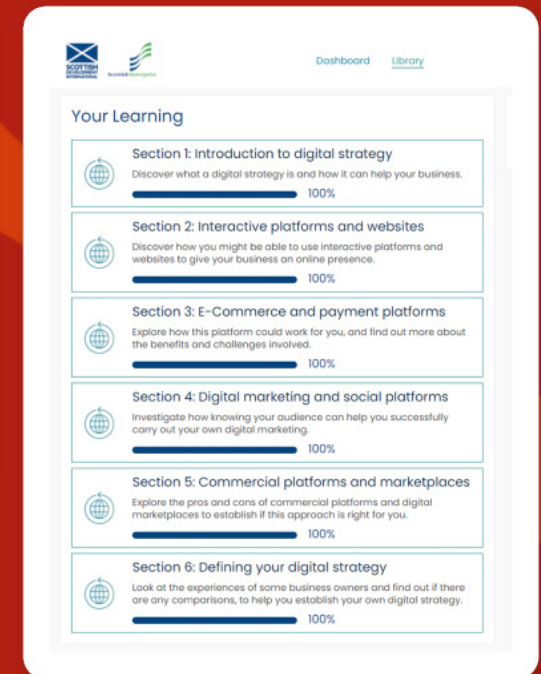 SCOTTISH
DEVELOPMENT
INTERNATIONAL
Scottish Enterprise
Dashboard Library
Your Learning
Section 1: Introduction to digital strategy
Discover what a digital strategy is and how it can help your business.
100%
Section 2: Interactive platforms and websites
Discover how you might be able to use interactive platforms and
websites to give your business an online presence.
100%
Section 3: E-Commerce and payment platforms
Explore how this platform could work for you, and find out more about
the benefits and challenges involved.
100%
Section 4: Digital marketing and social platforms
Investigate how knowing your audience can help you successfully
carry out your own digital marketing.
100%
Section 5: Commercial platforms and marketplaces
Explore the pros and cons of commercial platforms and digital
marketplaces to establish if this approach is right for you.
100%
Section 6: Defining your digital strategy
Look at the experiences of some business owners and find out if there
are any comparisons, to help you establish your own digital strategy.
100%